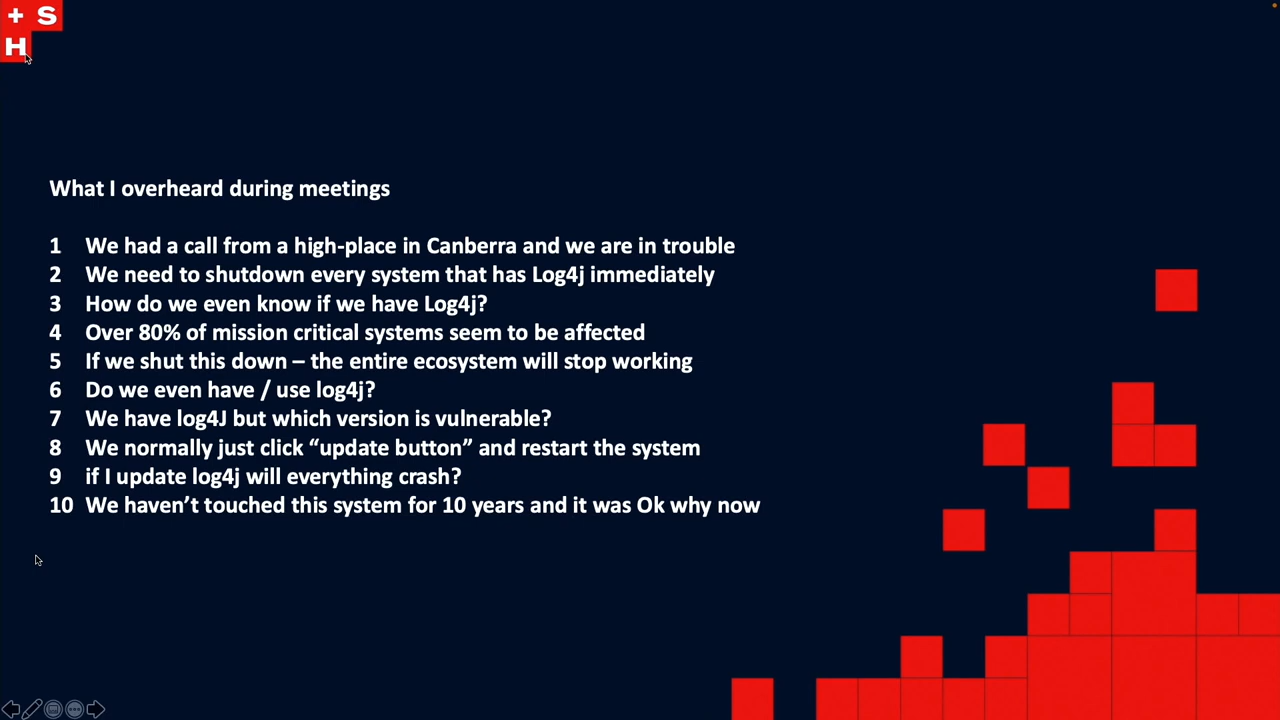 + S
H
What I overheard during meetings
1 We had a call from a high-place in Canberra and we are in trouble
2 We need to shutdown every system that has Log4j immediately
3 How do we even know if we have Log4j?
4 Over 80% of mission critical systems seem to be affected
5 If we shut this down – the entire ecosystem will stop working
6 Do we even have / use log4j?
7 We have log4J but which version is vulnerable?
8 We normally just click “update button” and restart the system
9 if I update log4j will everything crash?
10 We haven’t touched this system for 10 years and it was Ok why now